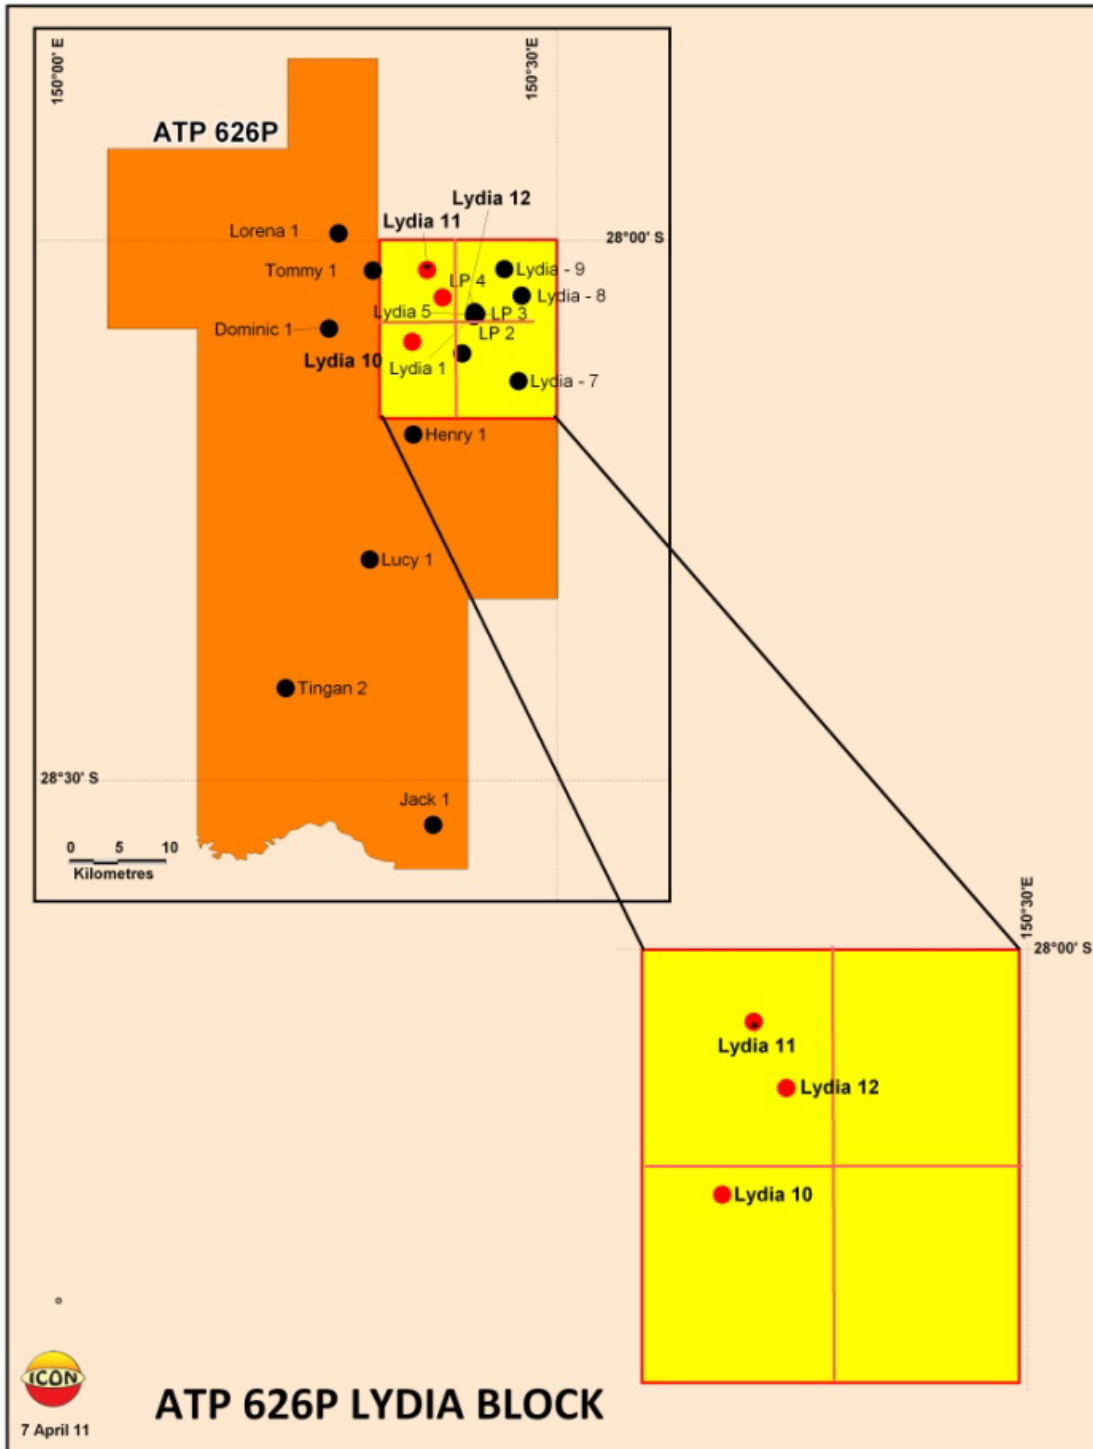 150°00' E
150°30'E
ATP 626P
Lydia 12
Lydia 11
Lorena 1
28°00' S
Tommy 1
LP 4
Lydia - 9
Lydia - 8
Lydia 5
LP 3
Dominic 1
LP 2
Lydia 10
Lydia 1
Lydia - 7
Henry 1
Lucy 1
Tingan 2
28°30' S
Jack 1
0 5 10
Kilometres
150°30'E
28°00' S
Lydia 11
Lydia 12
Lydia 10
ICON
7 April 11
ATP 626P LYDIA BLOCK